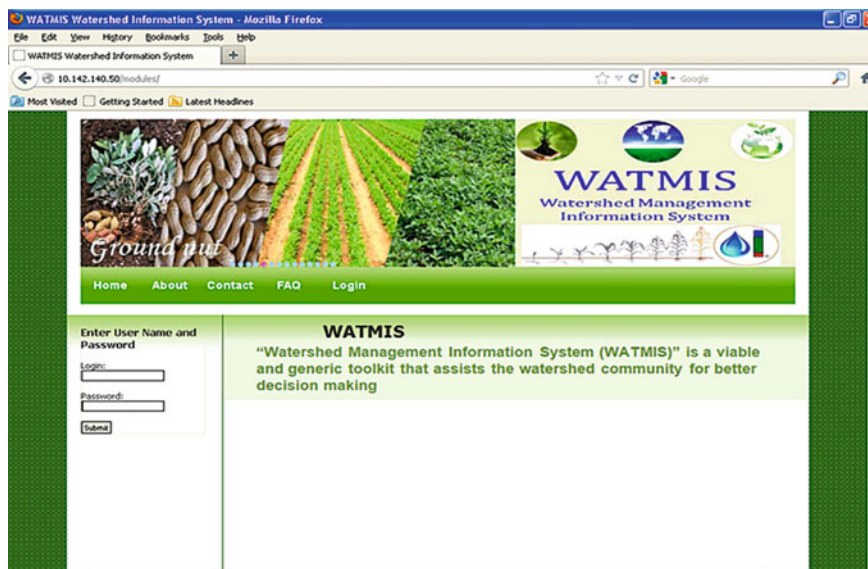 WATMIS Watershed Information System - Mozilla Firefox
File Edit View History Bookmarks Tools Help
WATMIS Watershed Information System
10.142.140.50/modules/
Google
Most Visited Getting Started Latest Headlines
Ground nut
WATMIS
Watershed Management
Information System
Home About Contact FAQ Login
Enter User Name and
Password
Login:
Password:
Submit
WATMIS
“Watershed Management Information System (WATMIS)” is a viable
and generic toolkit that assists the watershed community for better
decision making